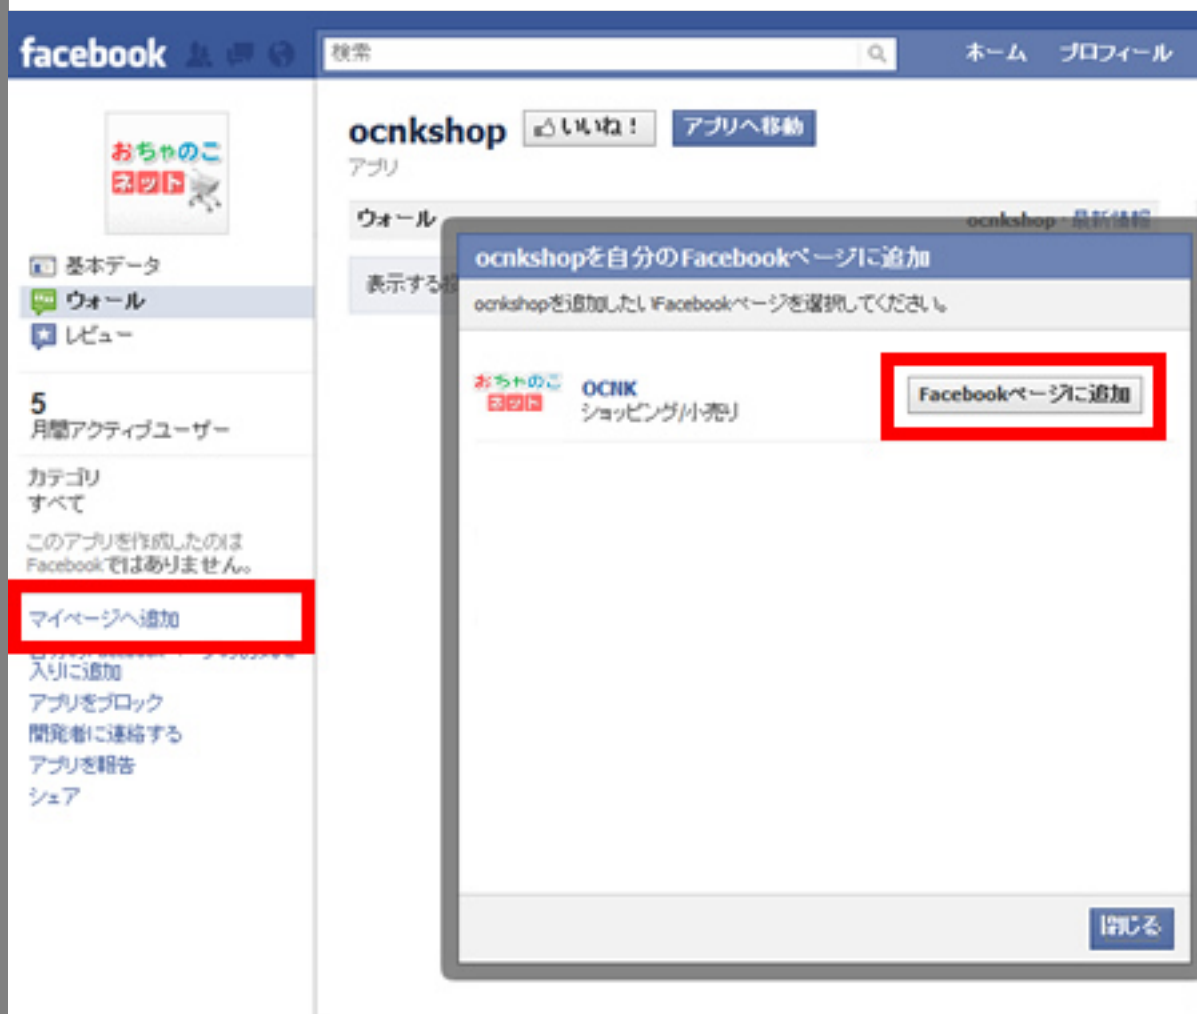 facebook
検索
ホーム プロフィール
おちゃのこ
ネット
ocnkshop いいね！ アプリへ移動
アプリ
ウォール
ocnkshop · 最新情報
基本データ
ウォール
レビュー
表示する
5
月間アクティブユーザー
カテゴリ
すべて
このアプリを作成したのは
Facebookではありません。
マイページへ追加
入りに追加
アプリをブロック
開発者に連絡する
アプリを報告
シェア
ocnkshopを自分のFacebookページに追加
ocnkshopを追加したいFacebookページを選択してください。
おちゃのこ
ネット
OCNK
ショッピング/小売り
Facebookページに追加
閉じる